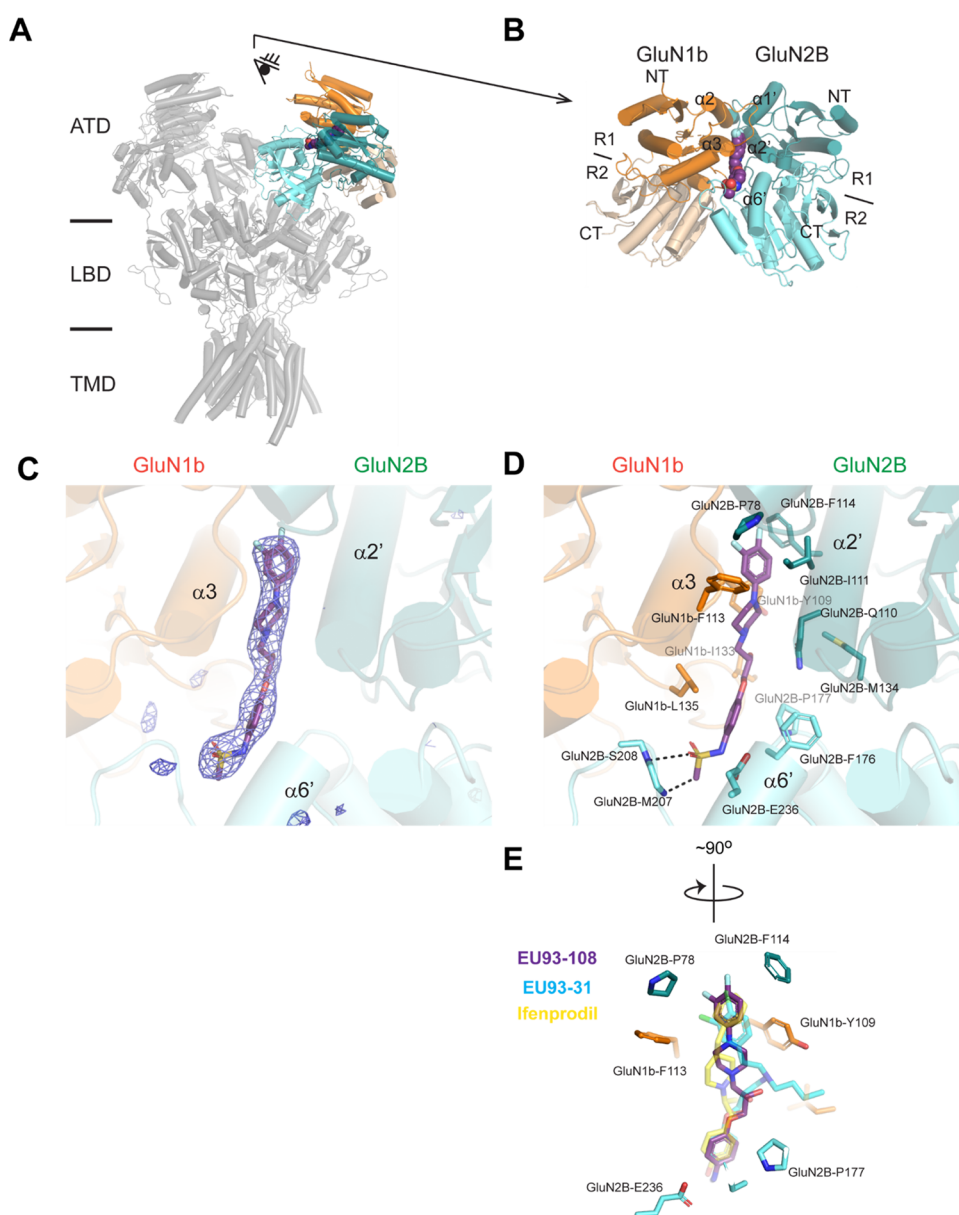 A
ATD
LBD
TMD
B
GluN1b
GluN2B
NT
α2
α1'
NT
R1
R2
α3
α2'
R1
R2
α6'
CT
CT
C
GluN1b
GluN2B
α3
α2'
α6'
D
GluN1b
GluN2B
GluN2B-P78
GluN2B-F114
α2'
α3
GluN2B-I111
GluN1b-Y109
GluN1b-F113
GluN2B-Q110
GluN1b-I133
GluN2B-M134
GluN1b-L135
GluN2B-P177
GluN2B-S208
GluN2B-F176
α6'
GluN2B-M207
GluN2B-E236
~90º
E
EU93-108
EU93-31
Ifenprodil
GluN2B-F114
GluN2B-P78
GluN1b-Y109
GluN1b-F113
GluN2B-P177
GluN2B-E236